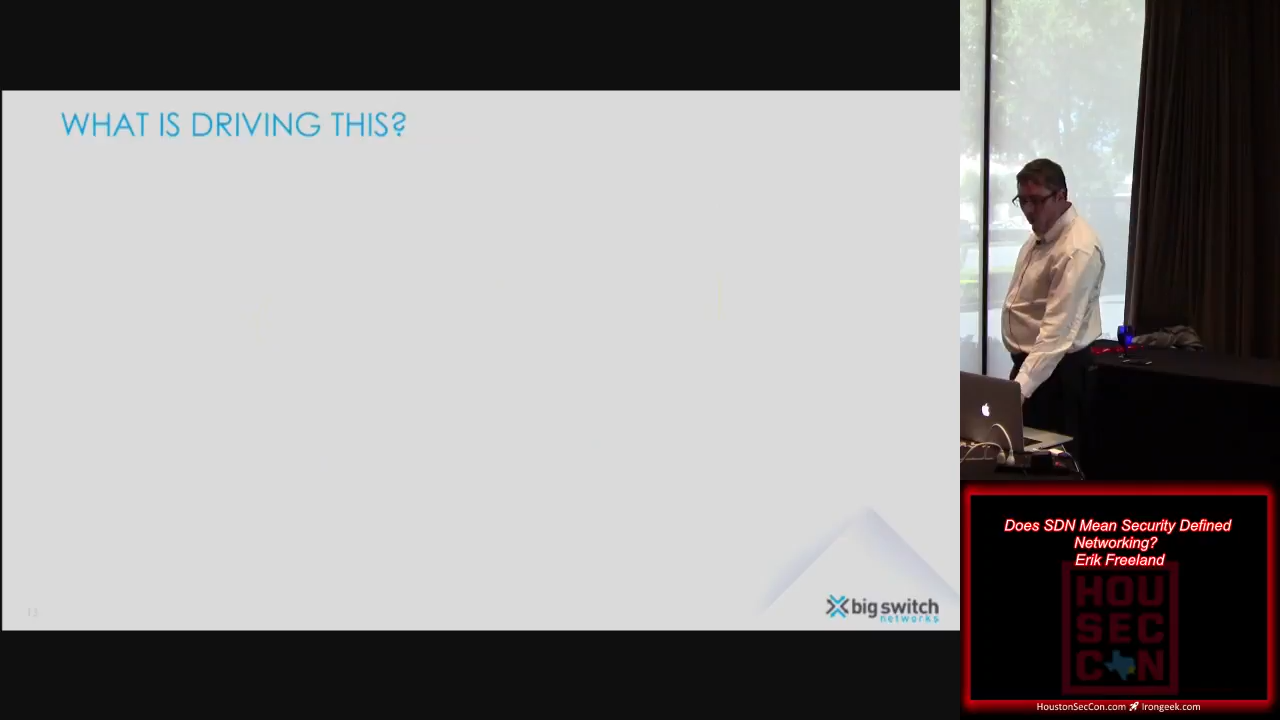 WHAT IS DRIVING THIS?
big switch
networks
Does SDN Mean Security Defined
Networking?
Erik Freeland
HOU
SEC
CON
HoustonSecCon.com Irongeek.com